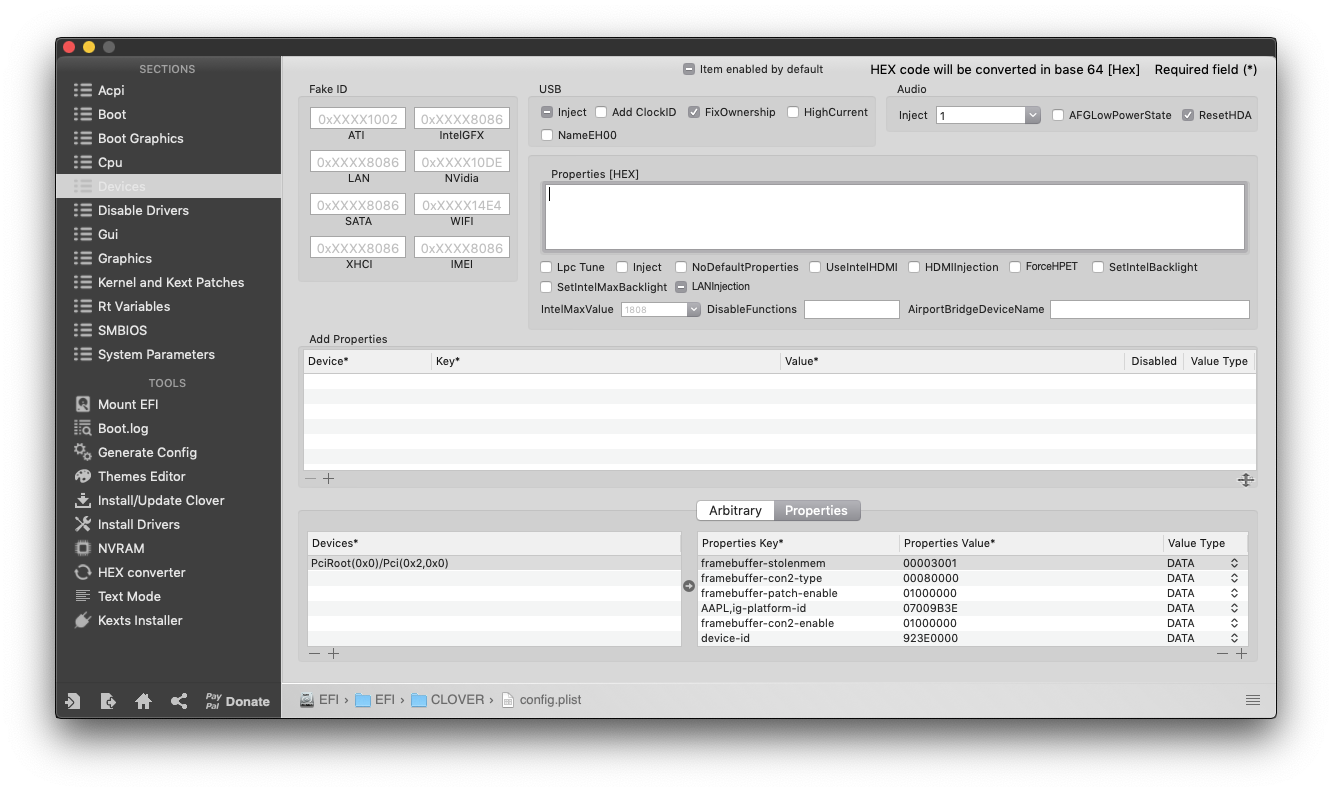 SECTIONS
Acpi
Boot
Boot Graphics
Cpu
Devices
Disable Drivers
Gui
Graphics
Kernel and Kext Patches
Rt Variables
SMBIOS
System Parameters
TOOLS
Mount EFI
Boot.log
Generate Config
Themes Editor
Install/Update Clover
Install Drivers
NVRAM
HEX converter
Text Mode
Kexts Installer
Pay
Pal
Donate
Item enabled by default
HEX code will be converted in base 64 [Hex]
Required field (*)
Fake ID
0xXXXX1002 0xXXXX8086
ATI IntelGFX
0xXXXX8086 0xXXXX10DE
LAN NVidia
0xXXXX8086 0xXXXX14E4
SATA WIFI
0xXXXX8086 0xXXXX8086
XHCI IMEI
USB
Inject Add ClockID FixOwnership HighCurrent
NameEH00
Audio
Inject 1 AFGLowPowerState ResetHDA
Properties [HEX]
Lpc Tune Inject NoDefaultProperties UseIntelHDMI HDMIInjection ForceHPET SetIntelBacklight
SetIntelMaxBacklight LANInjection
IntelMaxValue 1808 DisableFunctions AirportBridgeDeviceName
Add Properties
Device* Key* Value* Disabled Value Type
Arbitrary Properties
Devices*
PciRoot(0x0)/Pci(0x2,0x0)
Properties Key* Properties Value* Value Type
framebuffer-stolenmem 00003001 DATA
framebuffer-con2-type 00080000 DATA
framebuffer-patch-enable 01000000 DATA
AAPL,ig-platform-id 07009B3E DATA
framebuffer-con2-enable 01000000 DATA
device-id 923E0000 DATA
EFI › EFI › CLOVER › config.plist